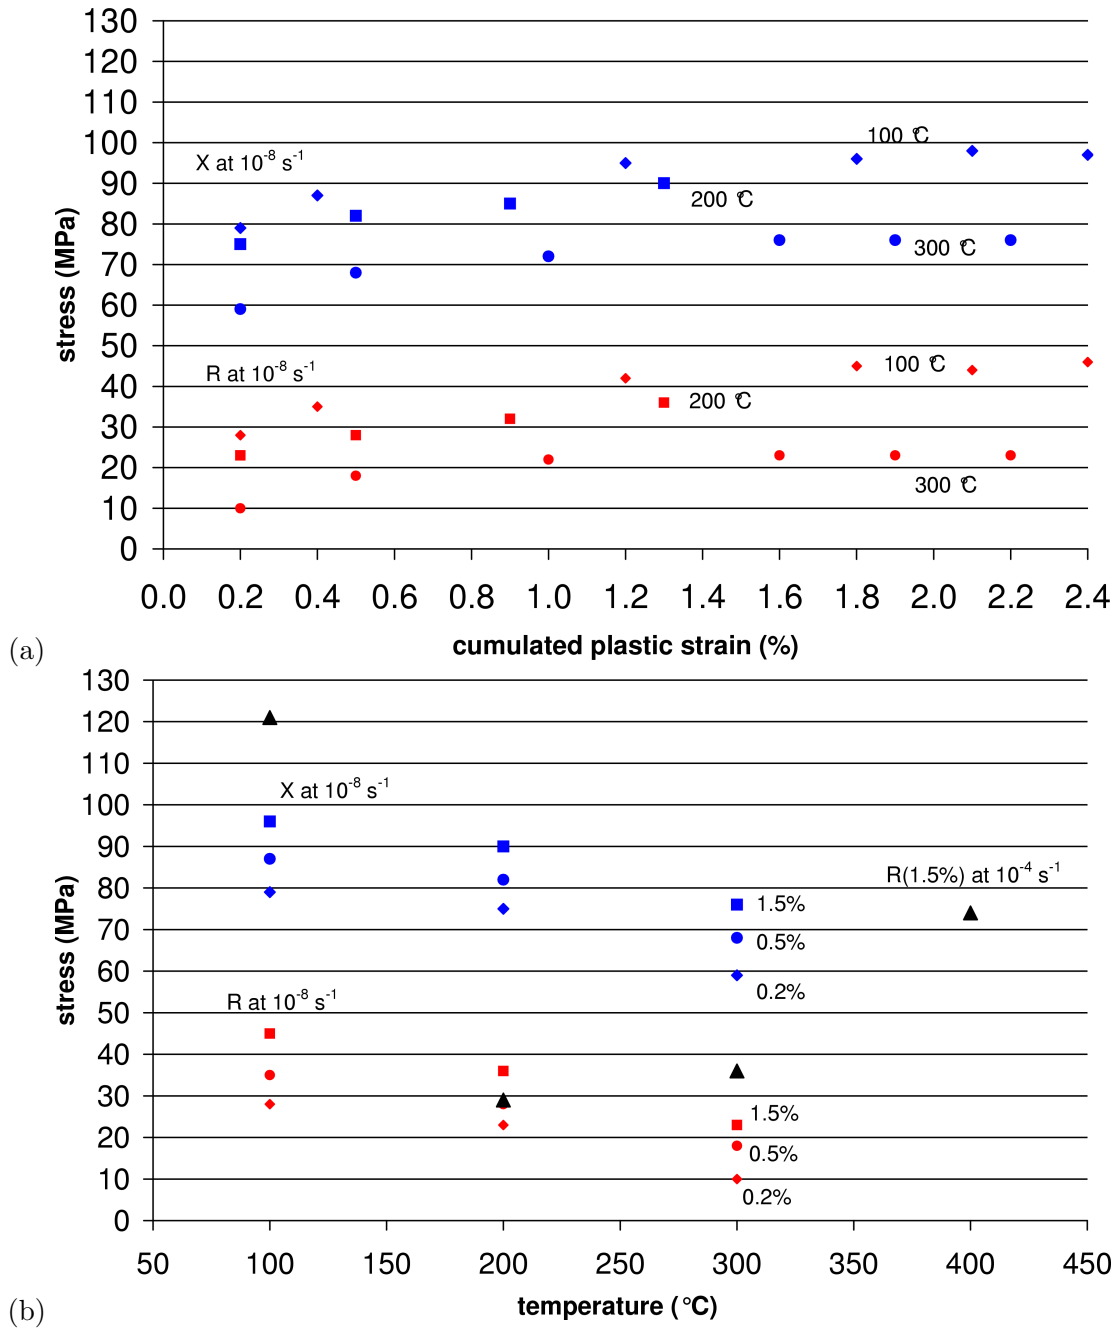 130
120
110
100
90
80
70
60
50
40
30
20
10
0
stress (MPa)
X at 10⁻⁸ s⁻¹
100 °C
200 °C
300 °C
R at 10⁻⁸ s⁻¹
100 °C
200 °C
300 °C
0.0 0.2 0.4 0.6 0.8 1.0 1.2 1.4 1.6 1.8 2.0 2.2 2.4
cumulated plastic strain (%)
(a)
130
120
110
100
90
80
70
60
50
40
30
20
10
0
stress (MPa)
X at 10⁻⁸ s⁻¹
R(1.5%) at 10⁻⁴ s⁻¹
1.5%
0.5%
0.2%
R at 10⁻⁸ s⁻¹
1.5%
0.5%
0.2%
50 100 150 200 250 300 350 400 450
temperature (°C)
(b)